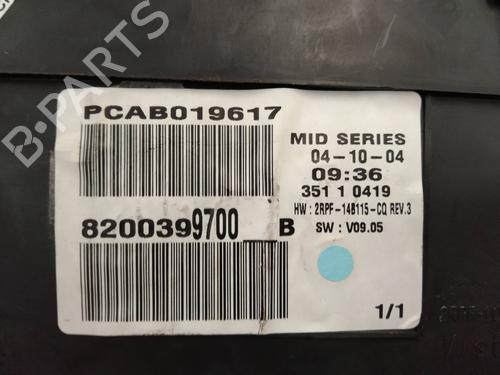 PCAB019617
MID SERIES
04-10-04
09:36
351 1 0419
HW : 2RPF-14B115-CQ REV.3
SW : V09.05
8200399700__B
1/1
B-PARTS